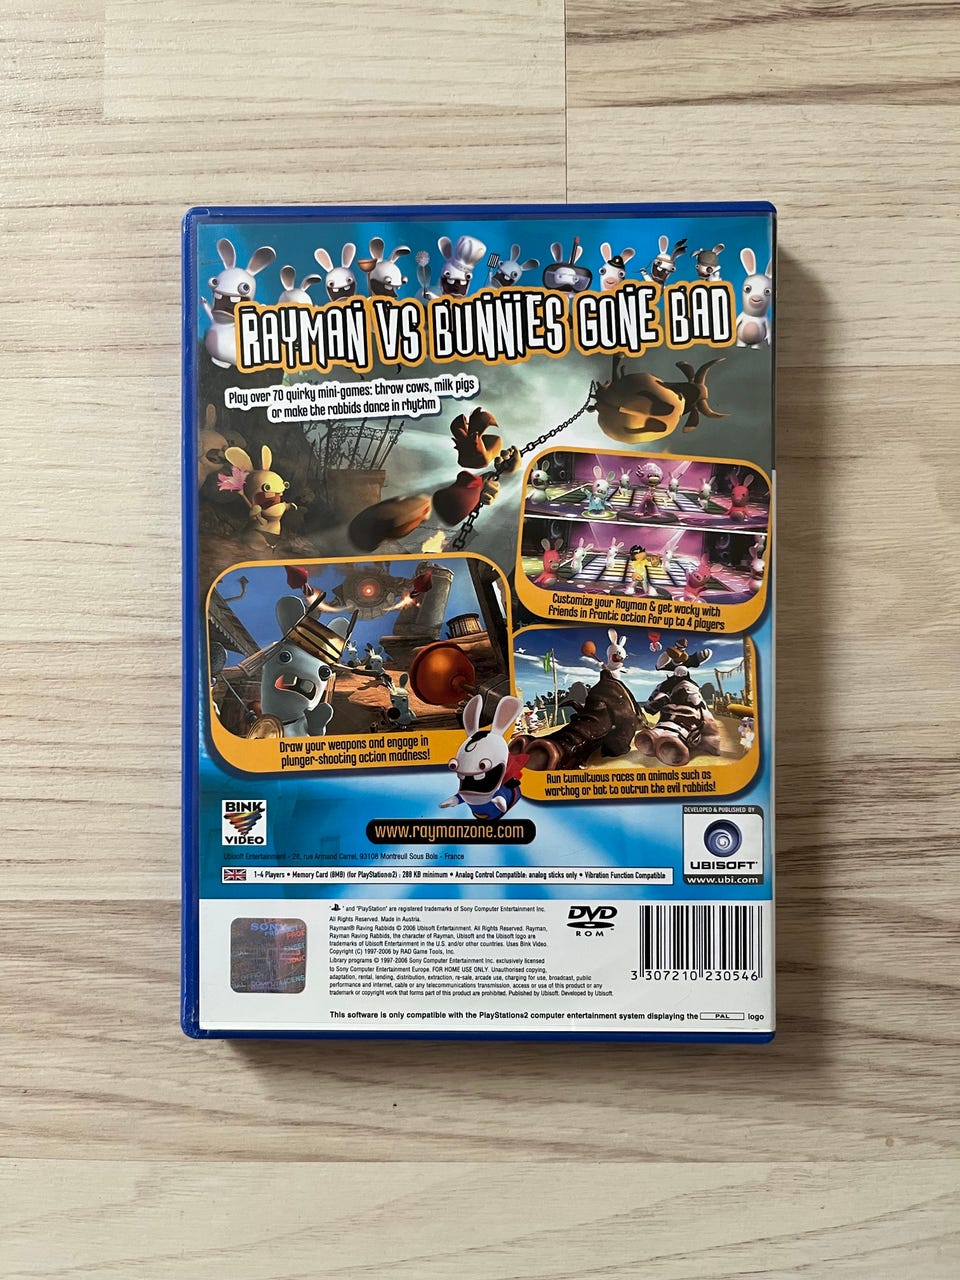 RAYMAN VS BUNNIES GONE BAD
Play over 70 quirky mini-games: throw cows, milk pigs
or make the rabbids dance in rhythm
Customize your Rayman & get wacky with
friends in frantic action for up to 4 players
Draw your weapons and engage in
plunger-shooting action madness!
Run tumultuous races on animals such as
warthog or bat to outrun the evil rabbids!
BINK
VIDEO
www.raymanzone.com
DEVELOPED & PUBLISHED BY
UBISOFT
www.ubi.com
Ubisoft Entertainment - 28, rue Armand Carrel, 93108 Montreuil Sous Bois - France
1-4 Players • Memory Card (8MB) (for PlayStation®2) : 288 KB minimum • Analog Control Compatible: analog sticks only • Vibration Function Compatible
SONY
" and "PlayStation" are registered trademarks of Sony Computer Entertainment Inc.
All Rights Reserved. Made in Austria.
Rayman® Raving Rabbids © 2006 Ubisoft Entertainment. All Rights Reserved. Rayman,
Rayman Raving Rabbids, the character of Rayman, Ubisoft and the Ubisoft logo are
trademarks of Ubisoft Entertainment in the U.S. and/or other countries. Uses Bink Video.
Copyright (C) 1997-2006 by RAD Game Tools, Inc.
Library programs © 1997-2006 Sony Computer Entertainment Inc. exclusively licensed
to Sony Computer Entertainment Europe. FOR HOME USE ONLY. Unauthorised copying,
adaptation, rental, lending, distribution, extraction, re-sale, arcade use, charging for use, broadcast, public
performance and internet, cable or any telecommunications transmission, access or use of this product or any
trademark or copyright work that forms part of this product are prohibited. Published by Ubisoft. Developed by Ubisoft.
DVD
ROM
3 307210 230546
This software is only compatible with the PlayStation®2 computer entertainment system displaying the PAL logo